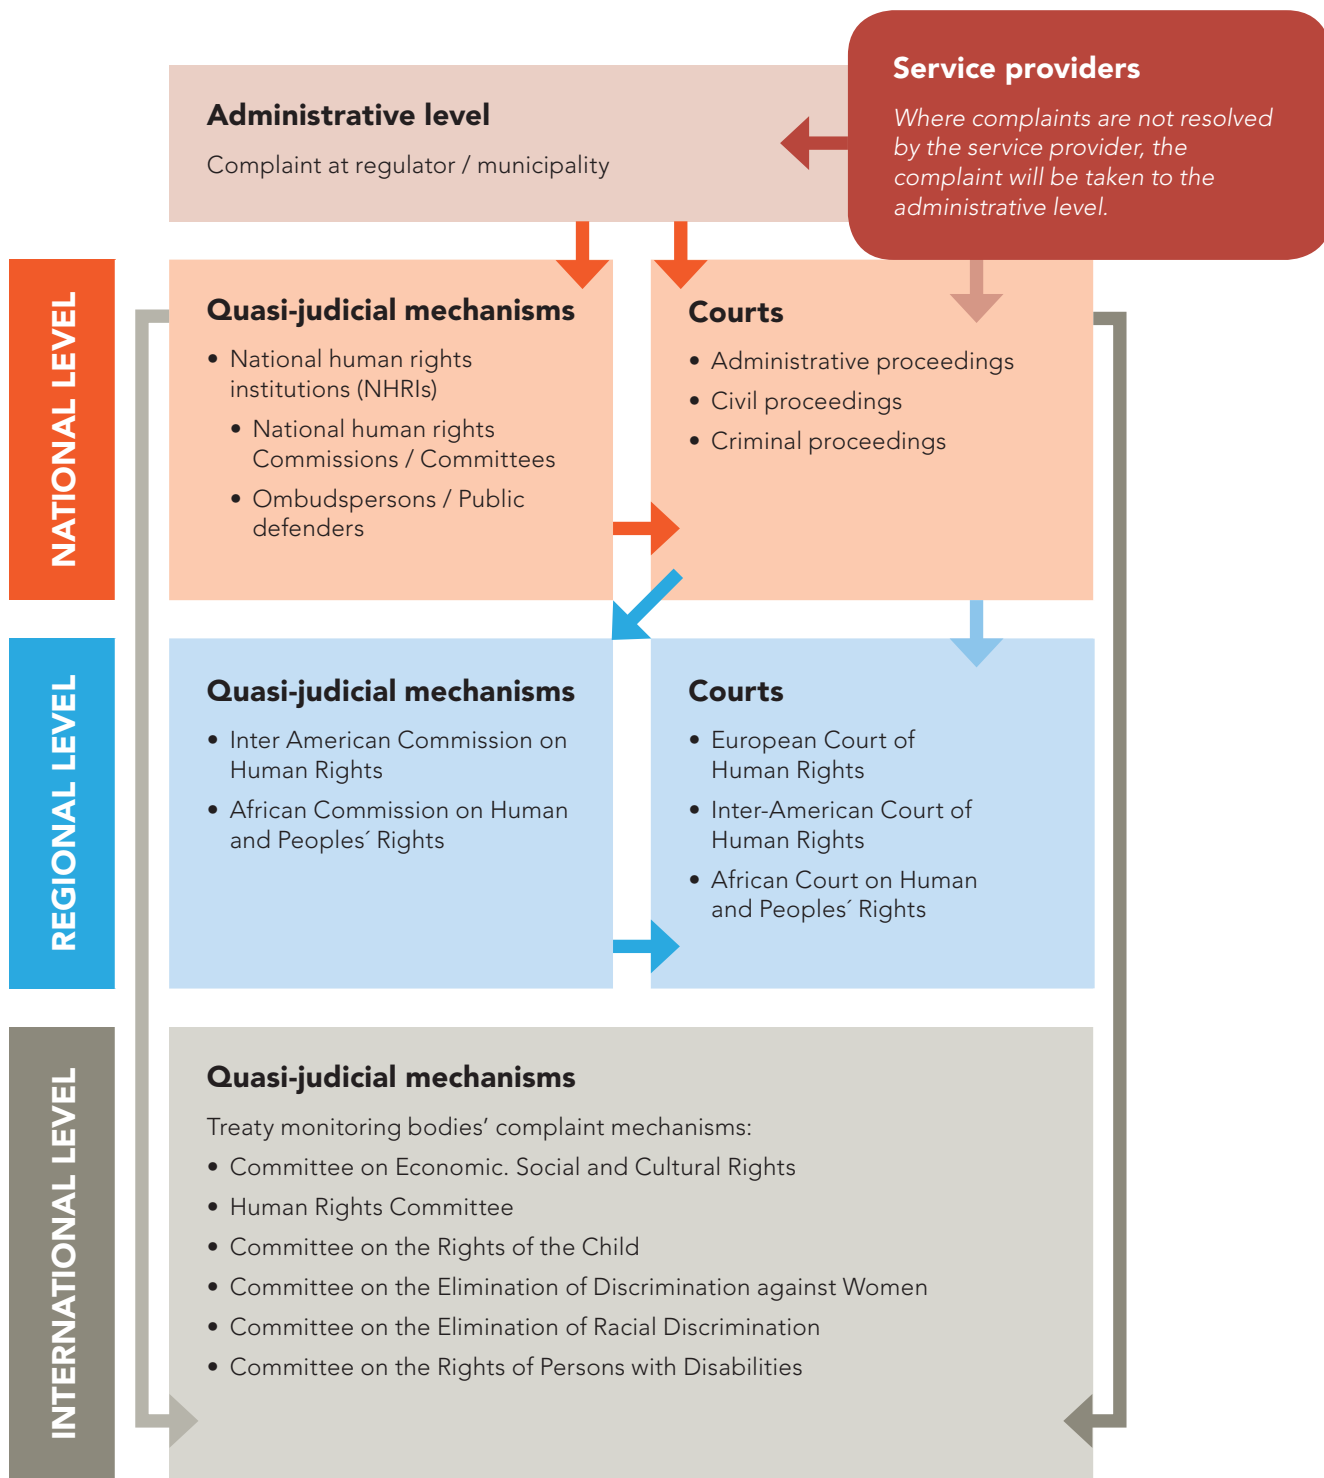 Service providers
Where complaints are not resolved
by the service provider, the
complaint will be taken to the
administrative level.
Administrative level
Complaint at regulator / municipality
NATIONAL LEVEL
Quasi-judicial mechanisms
• National human rights
institutions (NHRIs)
• National human rights
Commissions / Committees
• Ombudspersons / Public
defenders
Courts
• Administrative proceedings
• Civil proceedings
• Criminal proceedings
REGIONAL LEVEL
Quasi-judicial mechanisms
• Inter American Commission on
Human Rights
• African Commission on Human
and Peoples´ Rights
Courts
• European Court of
Human Rights
• Inter-American Court of
Human Rights
• African Court on Human
and Peoples´ Rights
INTERNATIONAL LEVEL
Quasi-judicial mechanisms
Treaty monitoring bodies’ complaint mechanisms:
• Committee on Economic. Social and Cultural Rights
• Human Rights Committee
• Committee on the Rights of the Child
• Committee on the Elimination of Discrimination against Women
• Committee on the Elimination of Racial Discrimination
• Committee on the Rights of Persons with Disabilities